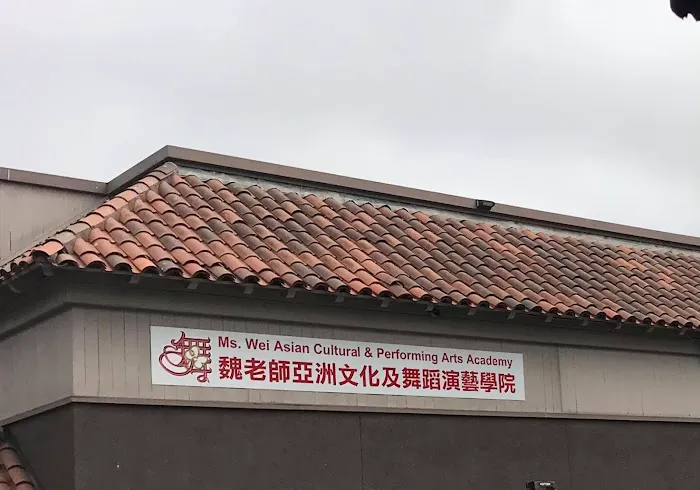 Ms. Wei Asian Cultural & Performing Arts Academy
魏老師亞洲文化及舞蹈演藝學院